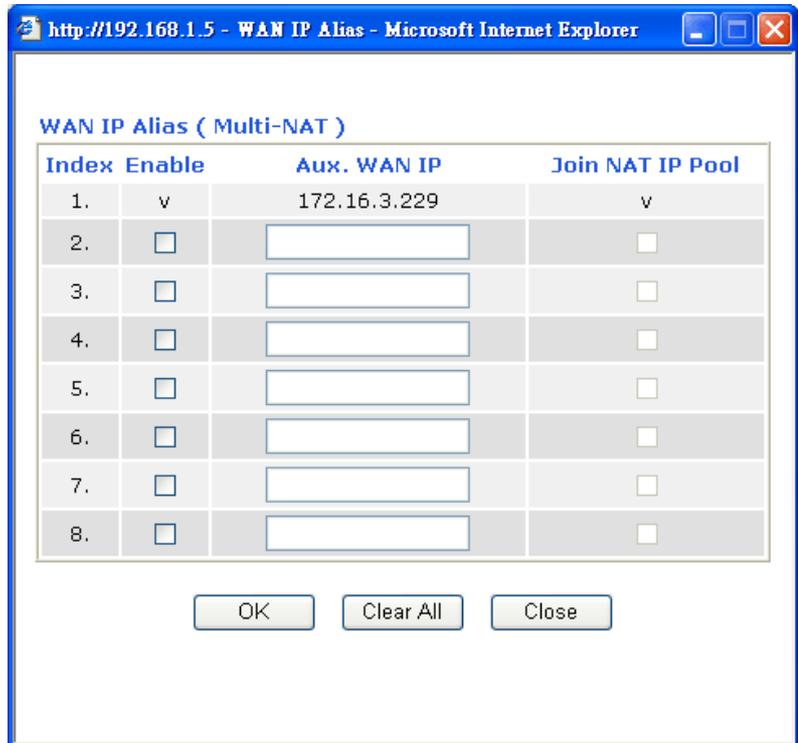 http://192.168.1.5 - WAN IP Alias - Microsoft Internet Explorer
WAN IP Alias ( Multi-NAT )
Index Enable Aux. WAN IP Join NAT IP Pool
1. v 172.16.3.229 v
2.
3.
4.
5.
6.
7.
8.
OK Clear All Close